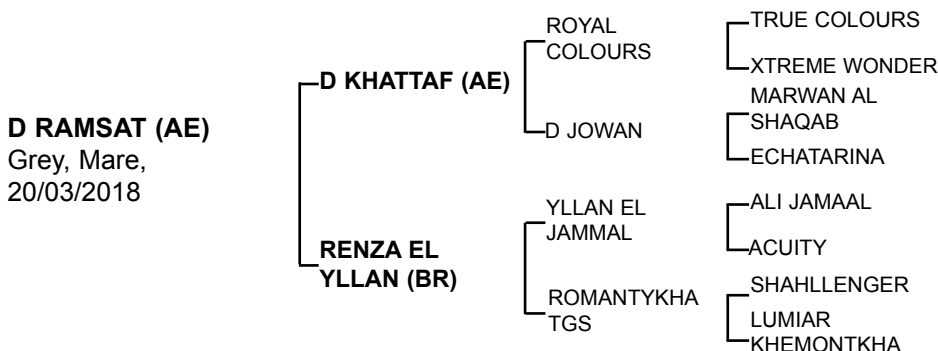 D RAMSAT (AE)
Grey, Mare,
20/03/2018
D KHATTAF (AE)
RENZA EL
YLLAN (BR)
ROYAL
COLOURS
D JOWAN
YLLAN EL
JAMMAL
ROMANTYKHA
TGS
TRUE COLOURS
XTREME WONDER
MARWAN AL
SHAQAB
ECHATARINA
ALI JAMAAL
ACUITY
SHAHLLENGER
LUMIAR
KHEMONTKHA